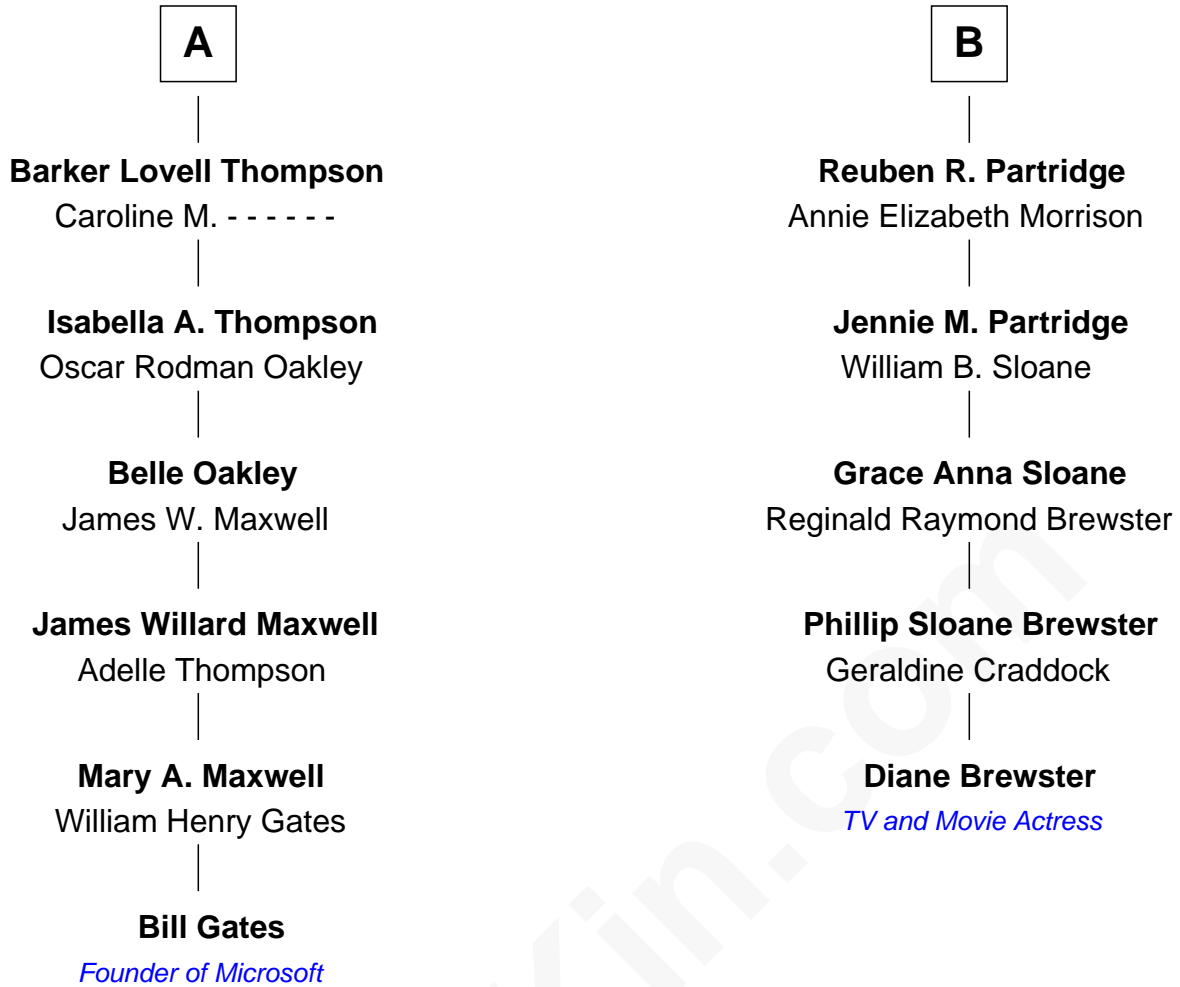 A
Barker Lovell Thompson
Caroline M. - - - - - -
Isabella A. Thompson
Oscar Rodman Oakley
Belle Oakley
James W. Maxwell
James Willard Maxwell
Adelle Thompson
Mary A. Maxwell
William Henry Gates
Bill Gates
Founder of Microsoft
B
Reuben R. Partridge
Annie Elizabeth Morrison
Jennie M. Partridge
William B. Sloane
Grace Anna Sloane
Reginald Raymond Brewster
Phillip Sloane Brewster
Geraldine Craddock
Diane Brewster
TV and Movie Actress
Kin.com